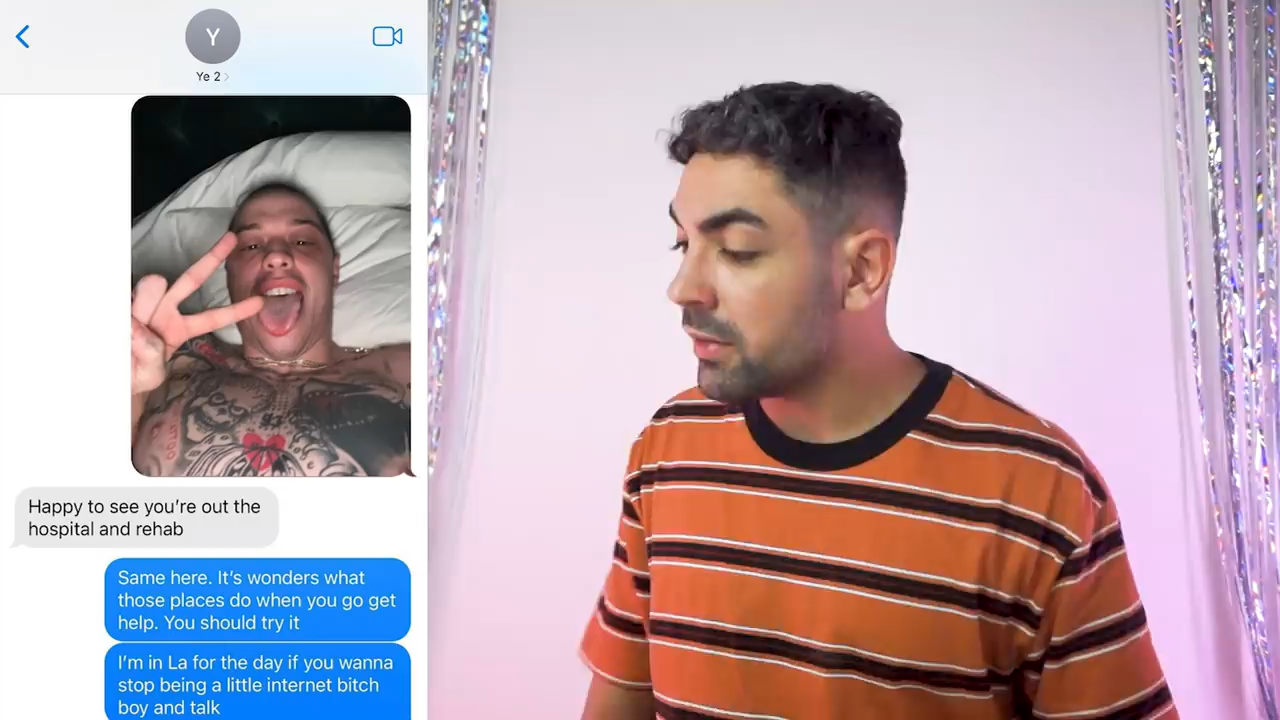 Y
Ye 2
Happy to see you're out the
hospital and rehab
Same here. It's wonders what
those places do when you go get
help. You should try it
I'm in La for the day if you wanna
stop being a little internet bitch
boy and talk